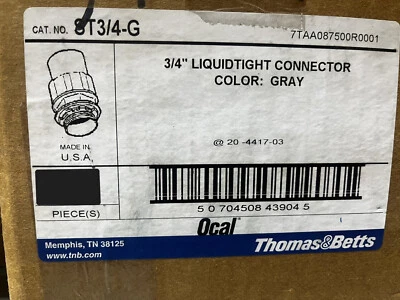 CAT. NO. ST3/4-G
7TAA087500R0001
3/4" LIQUIDTIGHT CONNECTOR
COLOR: GRAY
MADE IN
U.S.A.
@ 20 -4417-03
PIECE(S)
5 0 704508 43904 5
Ocal
Memphis, TN 38125
www.tnb.com
Thomas&Betts